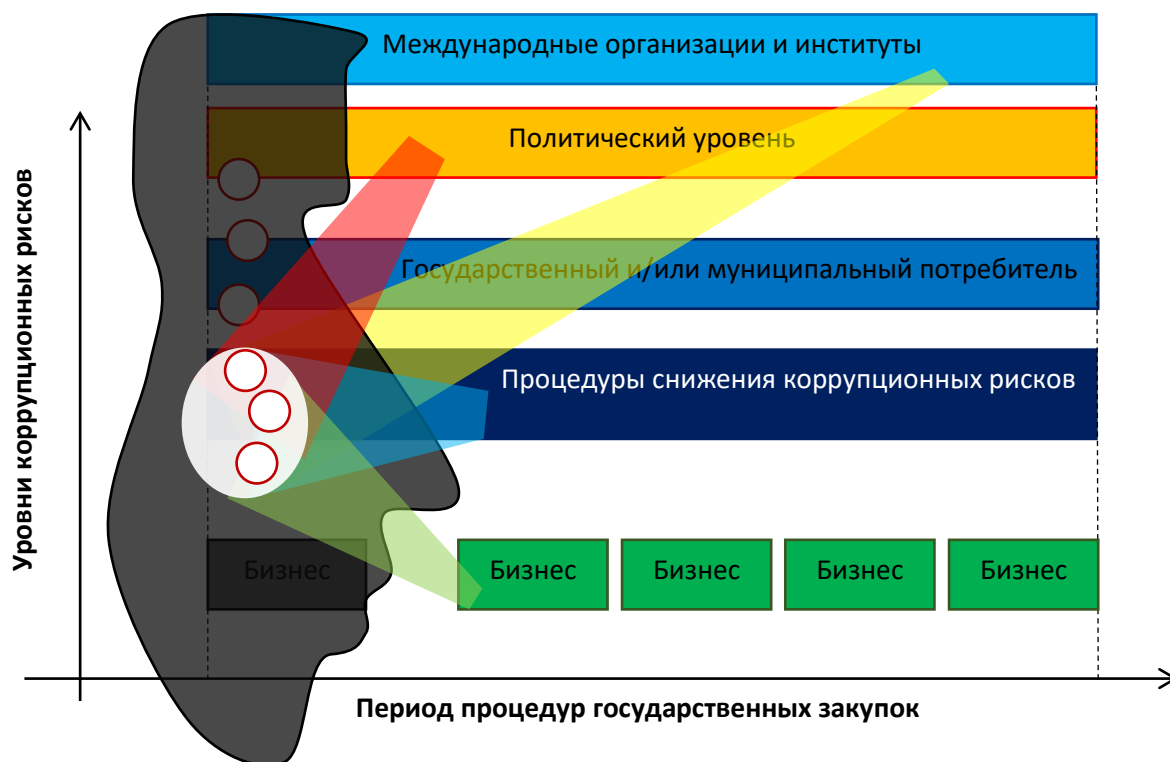 Международные организации и институты
Политический уровень
Государственный и/или муниципальный потребитель
Процедуры снижения коррупционных рисков
Бизнес
Бизнес
Бизнес
Бизнес
Бизнес
Уровни коррупционных рисков
Период процедур государственных закупок